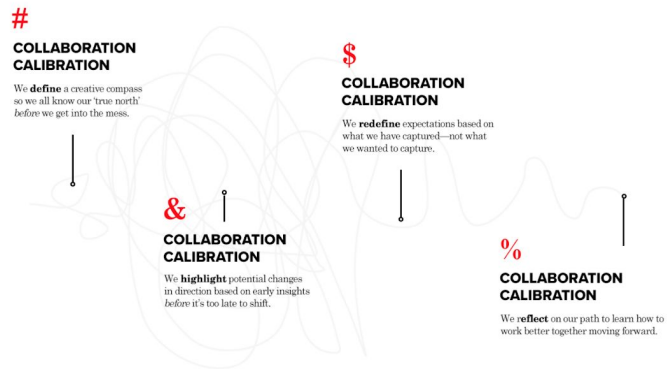 #
COLLABORATION
CALIBRATION
We define a creative compass
so we all know our ‘true north’
before we get into the mess.
&
COLLABORATION
CALIBRATION
We highlight potential changes
in direction based on early insights
before it’s too late to shift.
$
COLLABORATION
CALIBRATION
We redefine expectations based on
what we have captured—not what
we wanted to capture.
%
COLLABORATION
CALIBRATION
We reflect on our path to learn how to
work better together moving forward.